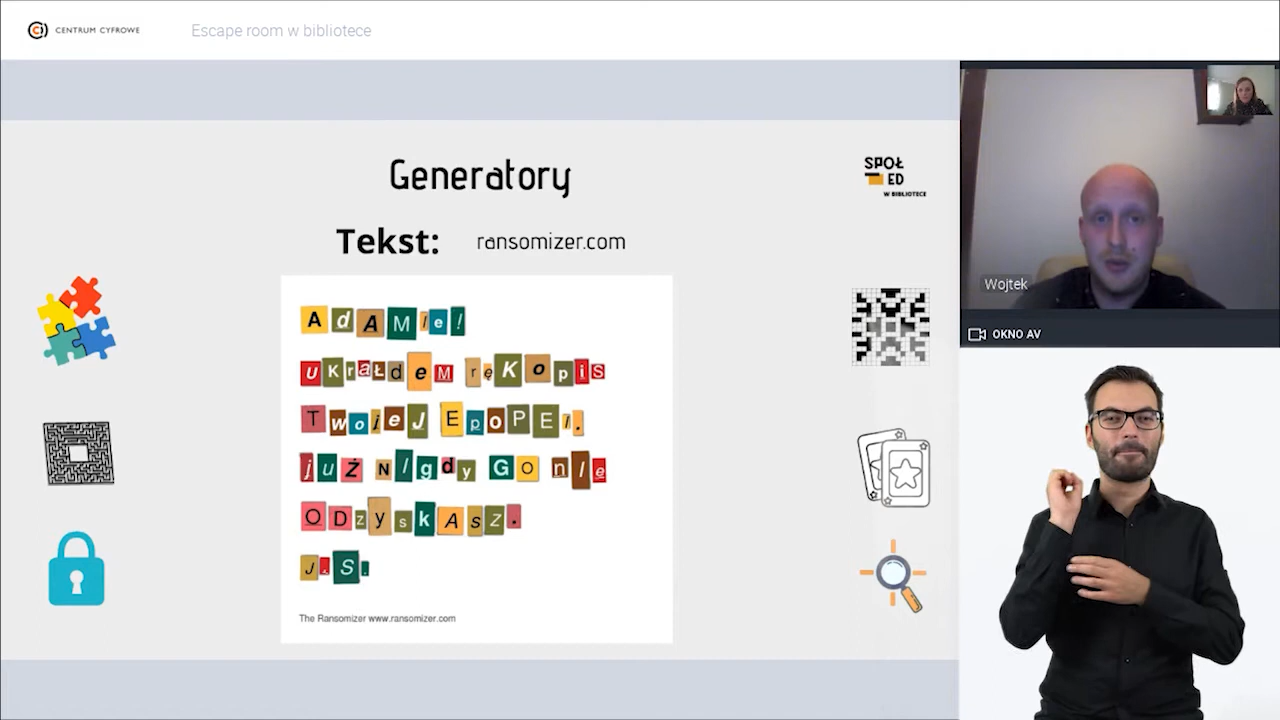 CENTRUM CYFROWE
Escape room w bibliotece
Generatory
SPOŁ
ED
W BIBLIOTECE
Tekst: ransomizer.com
AdAMie!
uKrałdeM ręKopiS
TwojeJ EpoPEI.
już NIgdy GO nIe
ODzyskASz.
J.S.
The Ransomizer www.ransomizer.com
Wojtek
OKNO AV